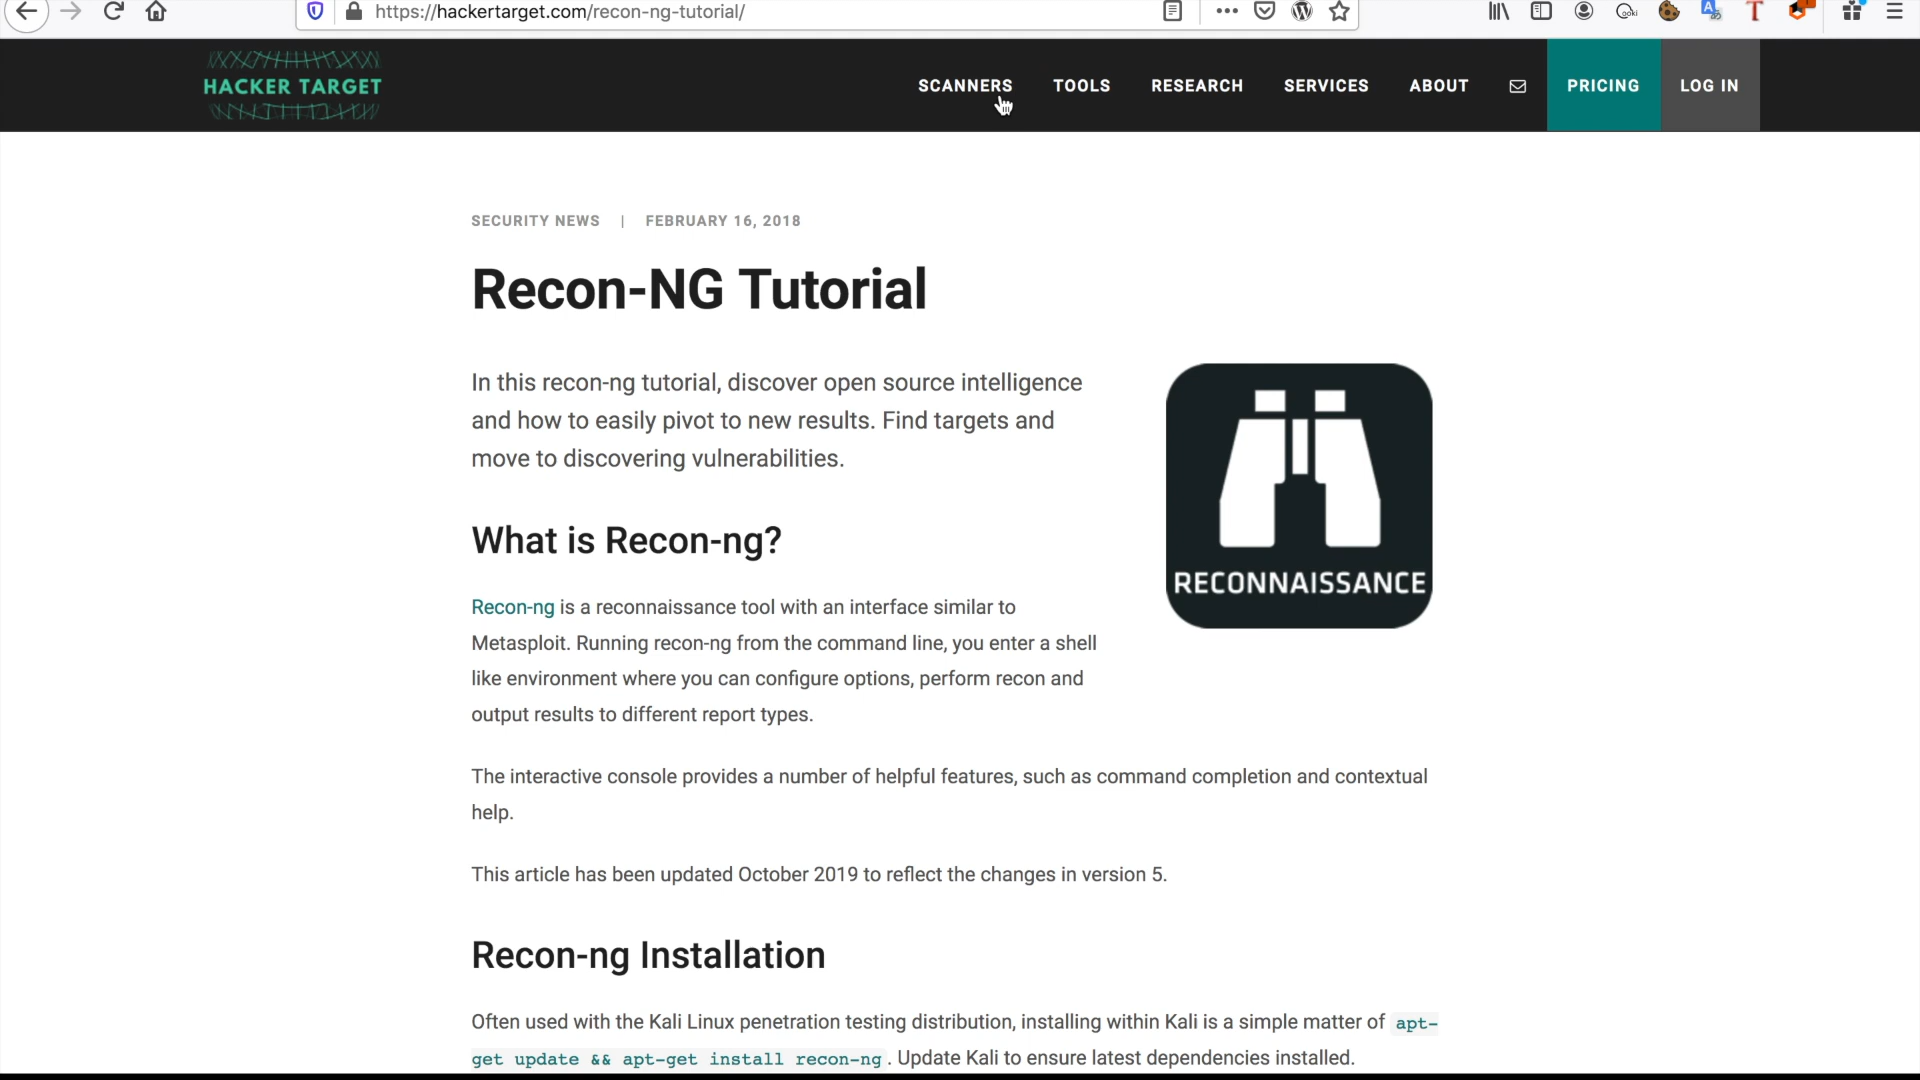 https://hackertarget.com/recon-ng-tutorial/
HACKER TARGET
SCANNERS
TOOLS
RESEARCH
SERVICES
ABOUT
PRICING
LOG IN
SECURITY NEWS | FEBRUARY 16, 2018
Recon-NG Tutorial
In this recon-ng tutorial, discover open source intelligence
and how to easily pivot to new results. Find targets and
move to discovering vulnerabilities.
RECONNAISSANCE
What is Recon-ng?
Recon-ng is a reconnaissance tool with an interface similar to
Metasploit. Running recon-ng from the command line, you enter a shell
like environment where you can configure options, perform recon and
output results to different report types.
The interactive console provides a number of helpful features, such as command completion and contextual
help.
This article has been updated October 2019 to reflect the changes in version 5.
Recon-ng Installation
Often used with the Kali Linux penetration testing distribution, installing within Kali is a simple matter of apt-
get update && apt-get install recon-ng. Update Kali to ensure latest dependencies installed.